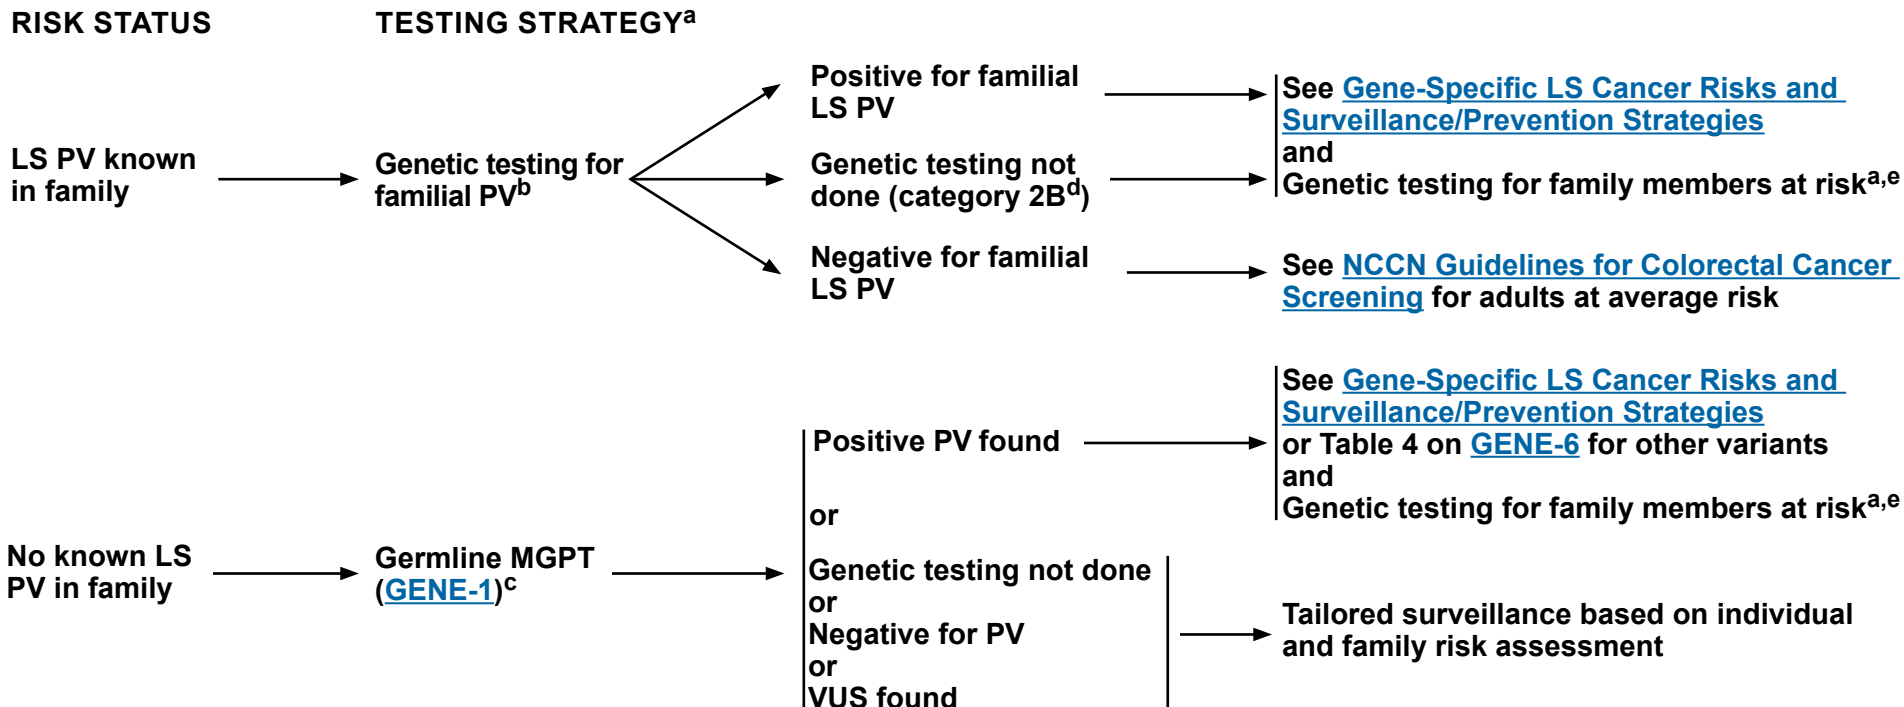 RISK STATUS
TESTING STRATEGYa
LS PV known
in family
Genetic testing for
familial PVb
Positive for familial
LS PV
Genetic testing not
done (category 2Bd)
Negative for familial
LS PV
See Gene-Specific LS Cancer Risks and
Surveillance/Prevention Strategies
and
Genetic testing for family members at riska,e
See NCCN Guidelines for Colorectal Cancer
Screening for adults at average risk
No known LS
PV in family
Germline MGPT
(GENE-1)c
Positive PV found
or
Genetic testing not done
or
Negative for PV
or
VUS found
See Gene-Specific LS Cancer Risks and
Surveillance/Prevention Strategies
or Table 4 on GENE-6 for other variants
and
Genetic testing for family members at riska,e
Tailored surveillance based on individual
and family risk assessment